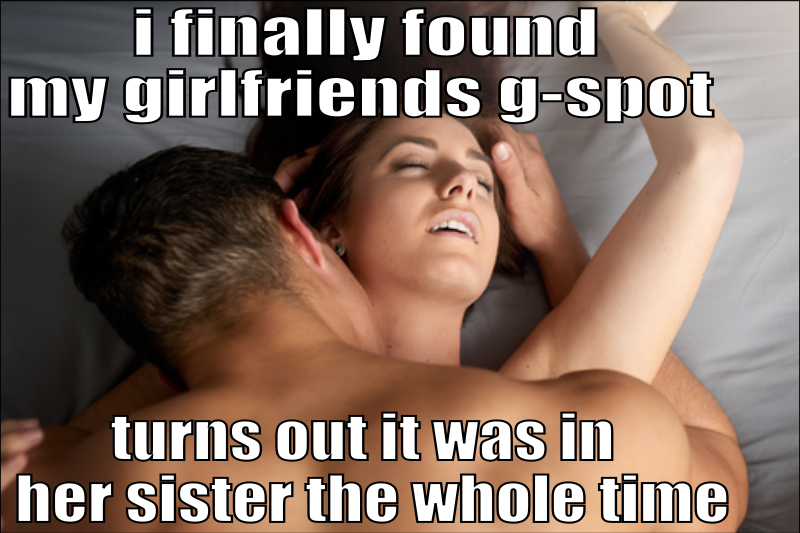 i finally found
my girlfriends g-spot
turns out it was in
her sister the whole time